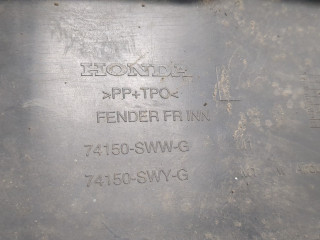 HONDA
>PP+TPO<
FENDER FR INN
74150-SWW-G
74150-SWY-G